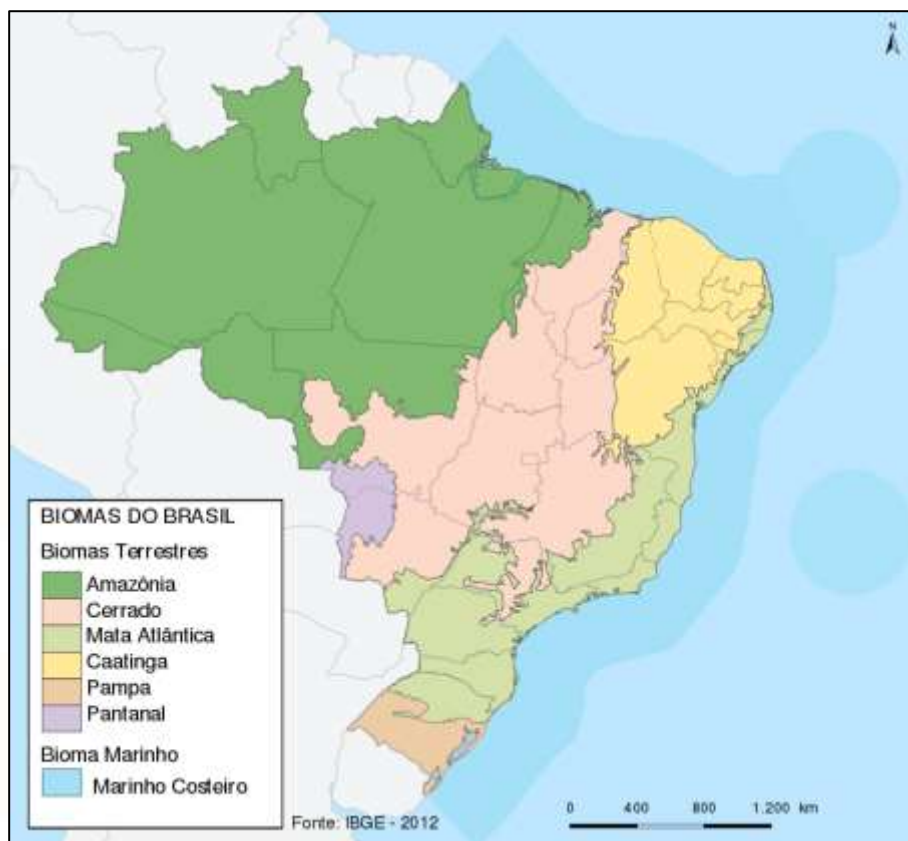 N
BIOMAS DO BRASIL
Biomas Terrestres
Amazônia
Cerrado
Mata Atlântica
Caatinga
Pampa
Pantanal
Bioma Marinho
Marinho Costeiro
Fonte: IBGE - 2012
0 400 800 1.200 km